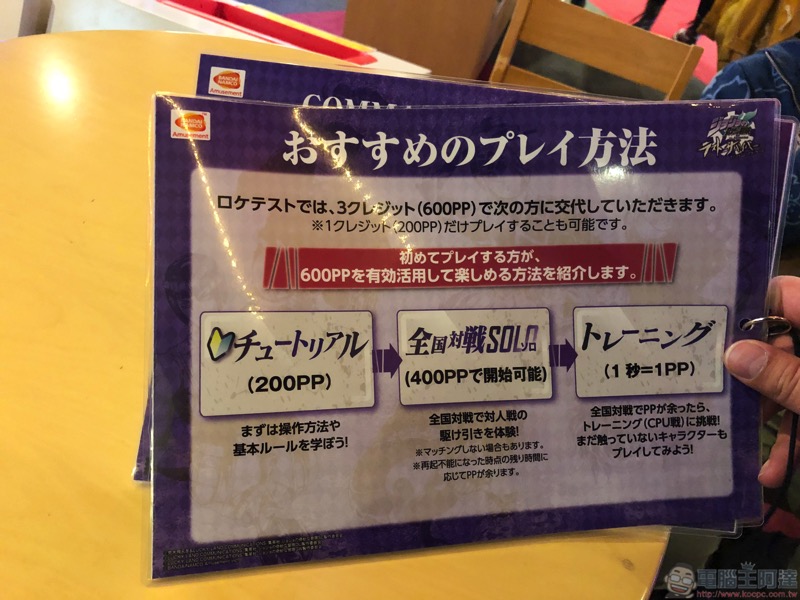 BANDAI
NAMCO
Amusement
BANDAI
NAMCO
Amusement
おすすめのプレイ方法
ロケテストでは、3クレジット(600PP)で次の方に交代していただきます。
※1クレジット(200PP)だけプレイすることも可能です。
初めてプレイする方が、
600PPを有効活用して楽しめる方法を紹介します。
チュートリアル
(200PP)
まずは操作方法や
基本ルールを学ぼう!
全国対戦SOLO
ソロ
(400PPで開始可能)
全国対戦で対人戦の
駆け引きを体験!
※マッチングしない場合もあります。
※再起不能になった時点の残り時間に
応じてPPが余ります。
トレーニング
(1秒=1PP)
全国対戦でPPが余ったら、
トレーニング(CPU戦)に挑戦!
まだ触っていないキャラクターも
プレイしてみよう!
電腦王阿達
http://www.kocpc.com.tw